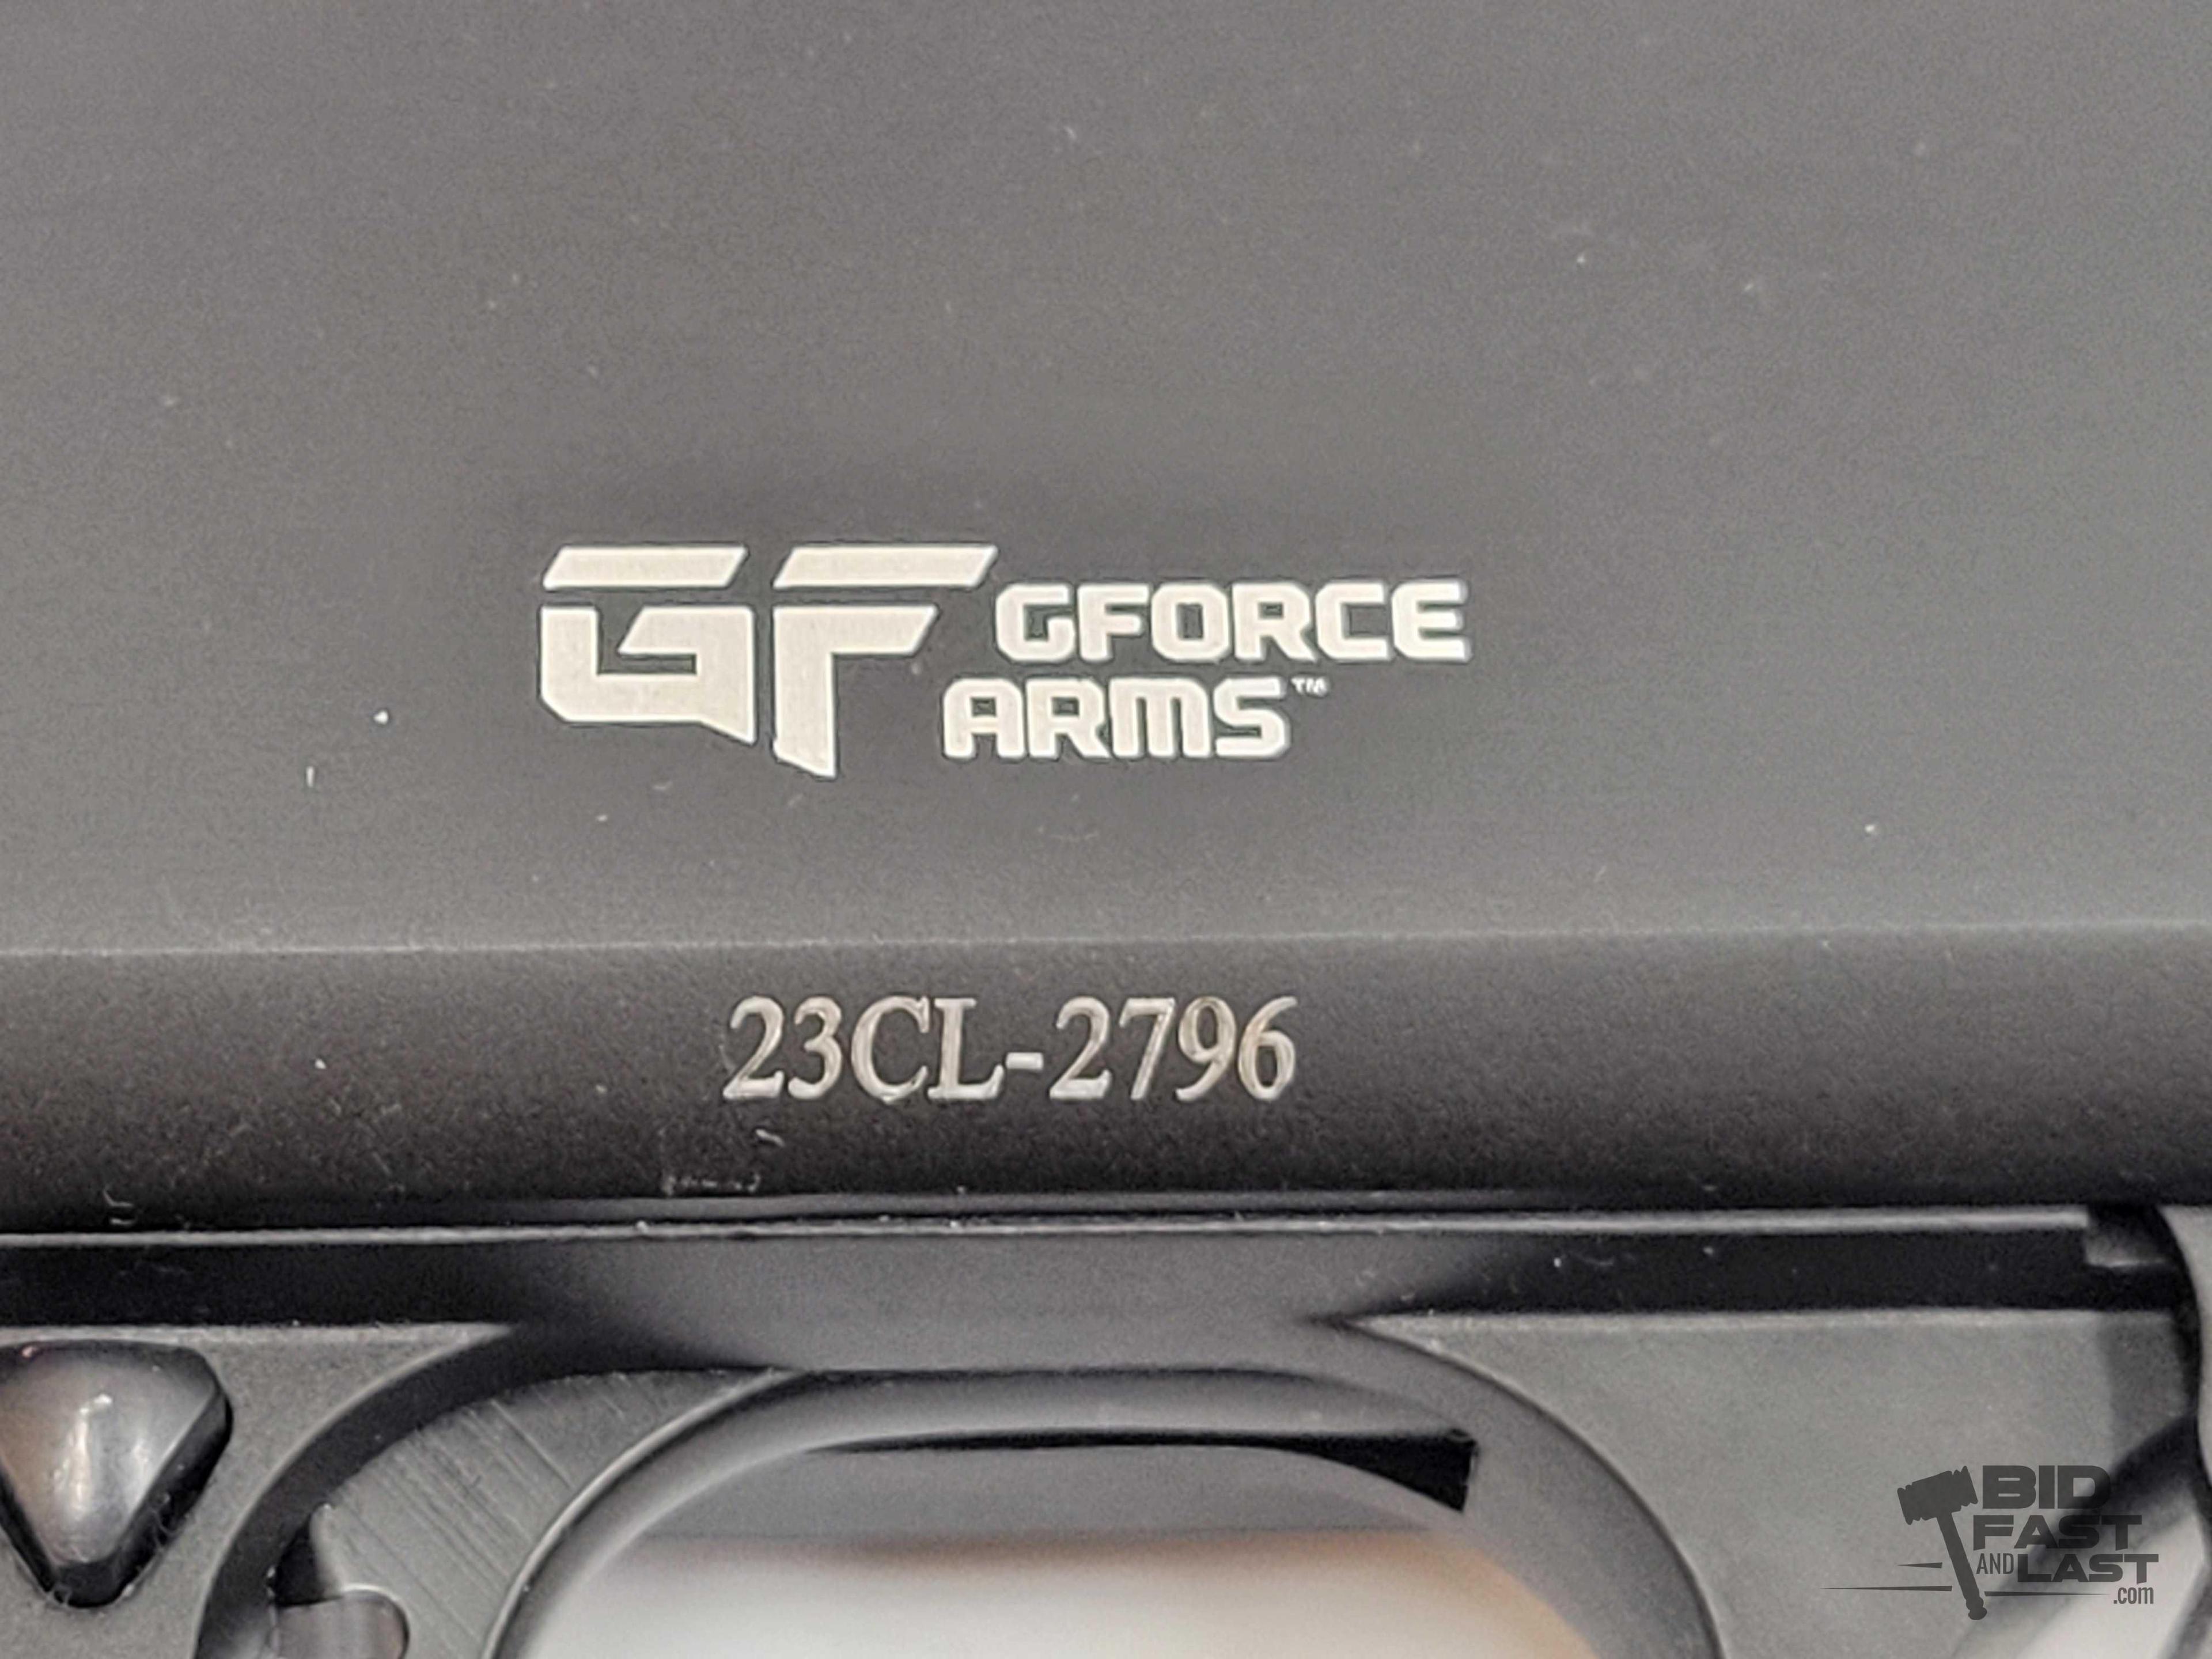 GF GFORCE
ARMS™
23CL-2796
BID
FAST
AND LAST
.com